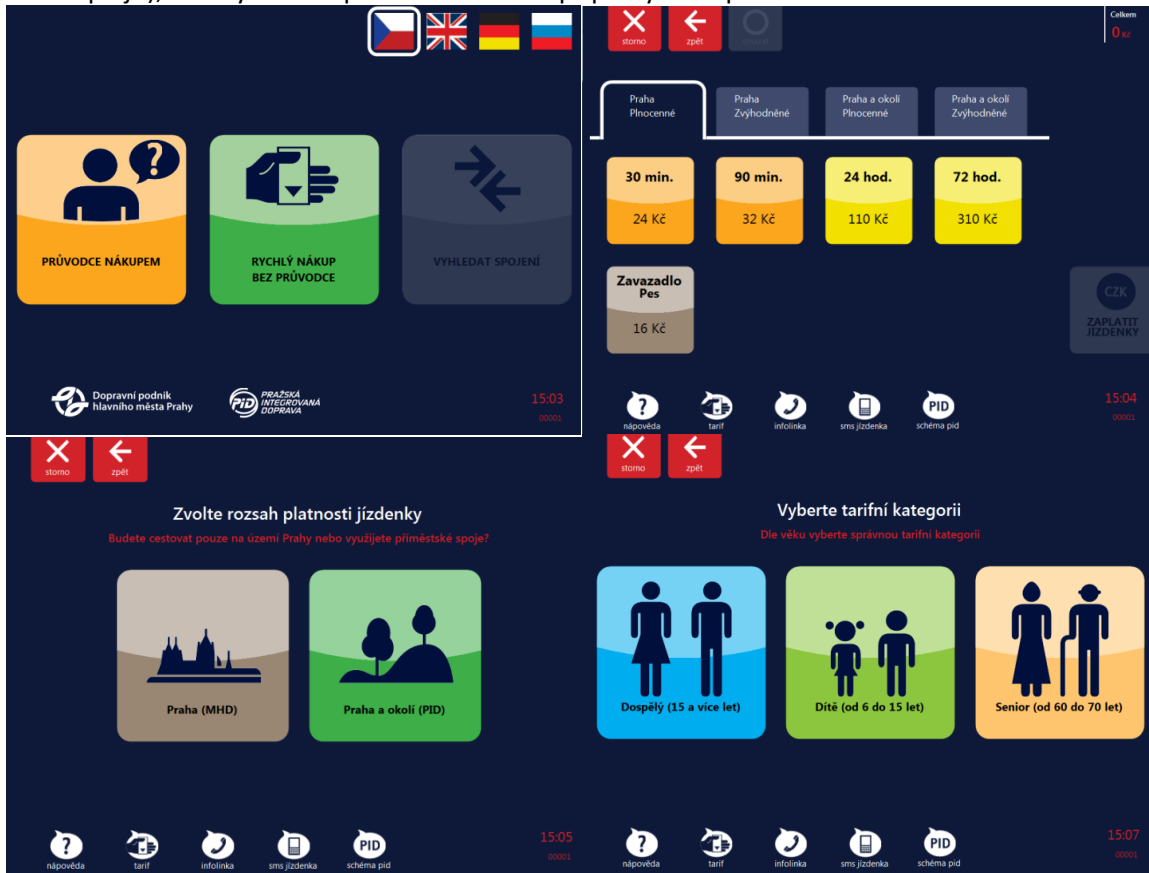 storno
zpět
Celkem
0 Kč
Praha
Plnocenné
Praha
Zvýhodněné
Praha a okolí
Plnocenné
Praha a okolí
Zvýhodněné
?
PRŮVODCE NÁKUPEM
RYCHLÝ NÁKUP
BEZ PRŮVODCE
VYHLEDAT SPOJENÍ
30 min.
24 Kč
90 min.
32 Kč
24 hod.
110 Kč
72 hod.
310 Kč
Zavazadlo
Pes
16 Kč
CZK
ZAPLATIT
JÍZDENKY
Dopravní podnik
hlavního města Prahy
PID
PRAŽSKÁ
INTEGROVANÁ
DOPRAVA
15:03
00001
?
nápověda
tarif
infolinka
sms jízdenka
PID
schéma pid
15:04
00001
storno
zpět
Zvolte rozsah platnosti jízdenky
Budete cestovat pouze na území Prahy nebo využijete příměstské spoje?
Praha (MHD)
Praha a okolí (PID)
?
nápověda
tarif
infolinka
sms jízdenka
PID
schéma pid
15:05
00001
storno
zpět
Vyberte tarifní kategorii
Dle věku vyberte správnou tarifní kategorii
Dospělý (15 a více let)
Dítě (od 6 do 15 let)
Senior (od 60 do 70 let)
?
nápověda
tarif
infolinka
sms jízdenka
PID
schéma pid
15:07
00001